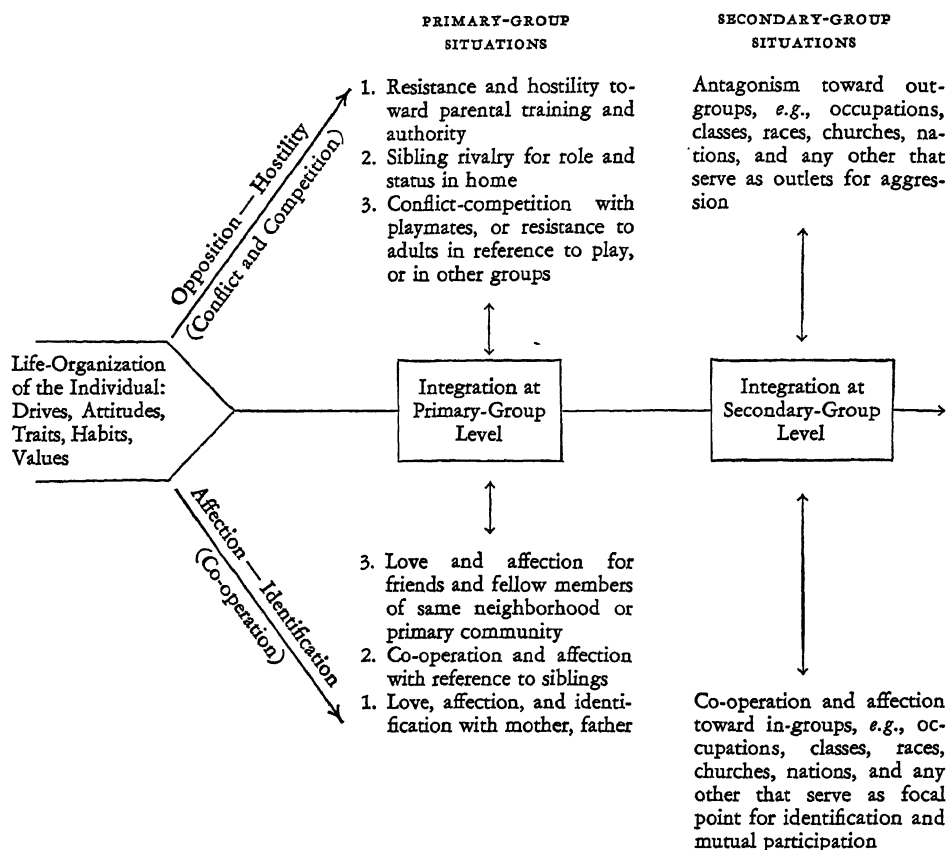 PRIMARY-GROUP
SITUATIONS
SECONDARY-GROUP
SITUATIONS
1. Resistance and hostility to-
ward parental training and
authority
2. Sibling rivalry for role and
status in home
3. Conflict-competition with
playmates, or resistance to
adults in reference to play,
or in other groups
Antagonism toward out-
groups, e.g., occupations,
classes, races, churches, na-
tions, and any other that
serve as outlets for aggres-
sion
Opposition — Hostility
(Conflict and Competition)
Life-Organization
of the Individual:
Drives, Attitudes,
Traits, Habits,
Values
Integration at
Primary-Group
Level
Integration at
Secondary-Group
Level
Affection — Identification
(Co-operation)
3. Love and affection for
friends and fellow members
of same neighborhood or
primary community
2. Co-operation and affection
with reference to siblings
1. Love, affection, and identi-
fication with mother, father
Co-operation and affection
toward in-groups, e.g., oc-
cupations, classes, races,
churches, nations, and any
other that serve as focal
point for identification and
mutual participation